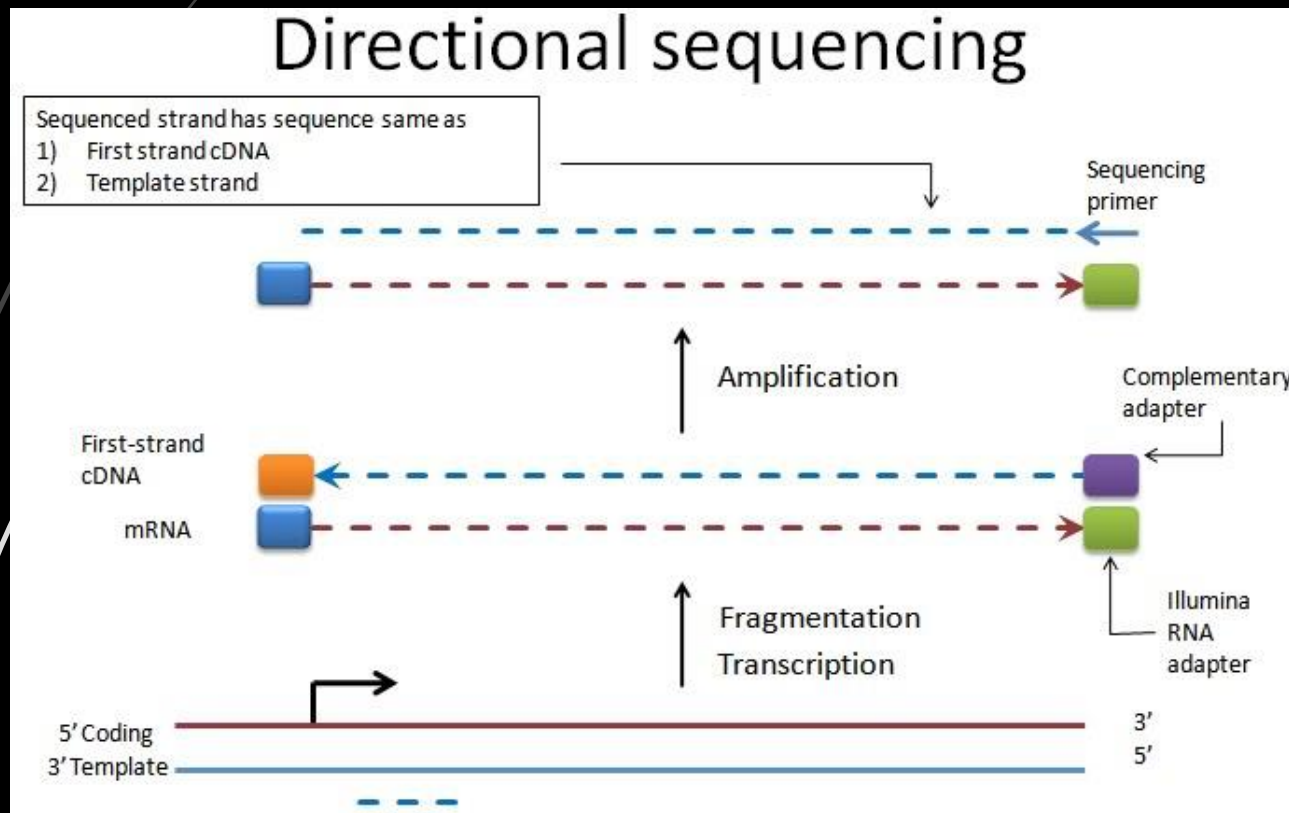 Directional sequencing
Sequenced strand has sequence same as
1) First strand cDNA
2) Template strand
Sequencing
primer
Amplification
Complementary
adapter
First-strand
cDNA
mRNA
Fragmentation
Transcription
Illumina
RNA
adapter
5' Coding
3'
3' Template
5'